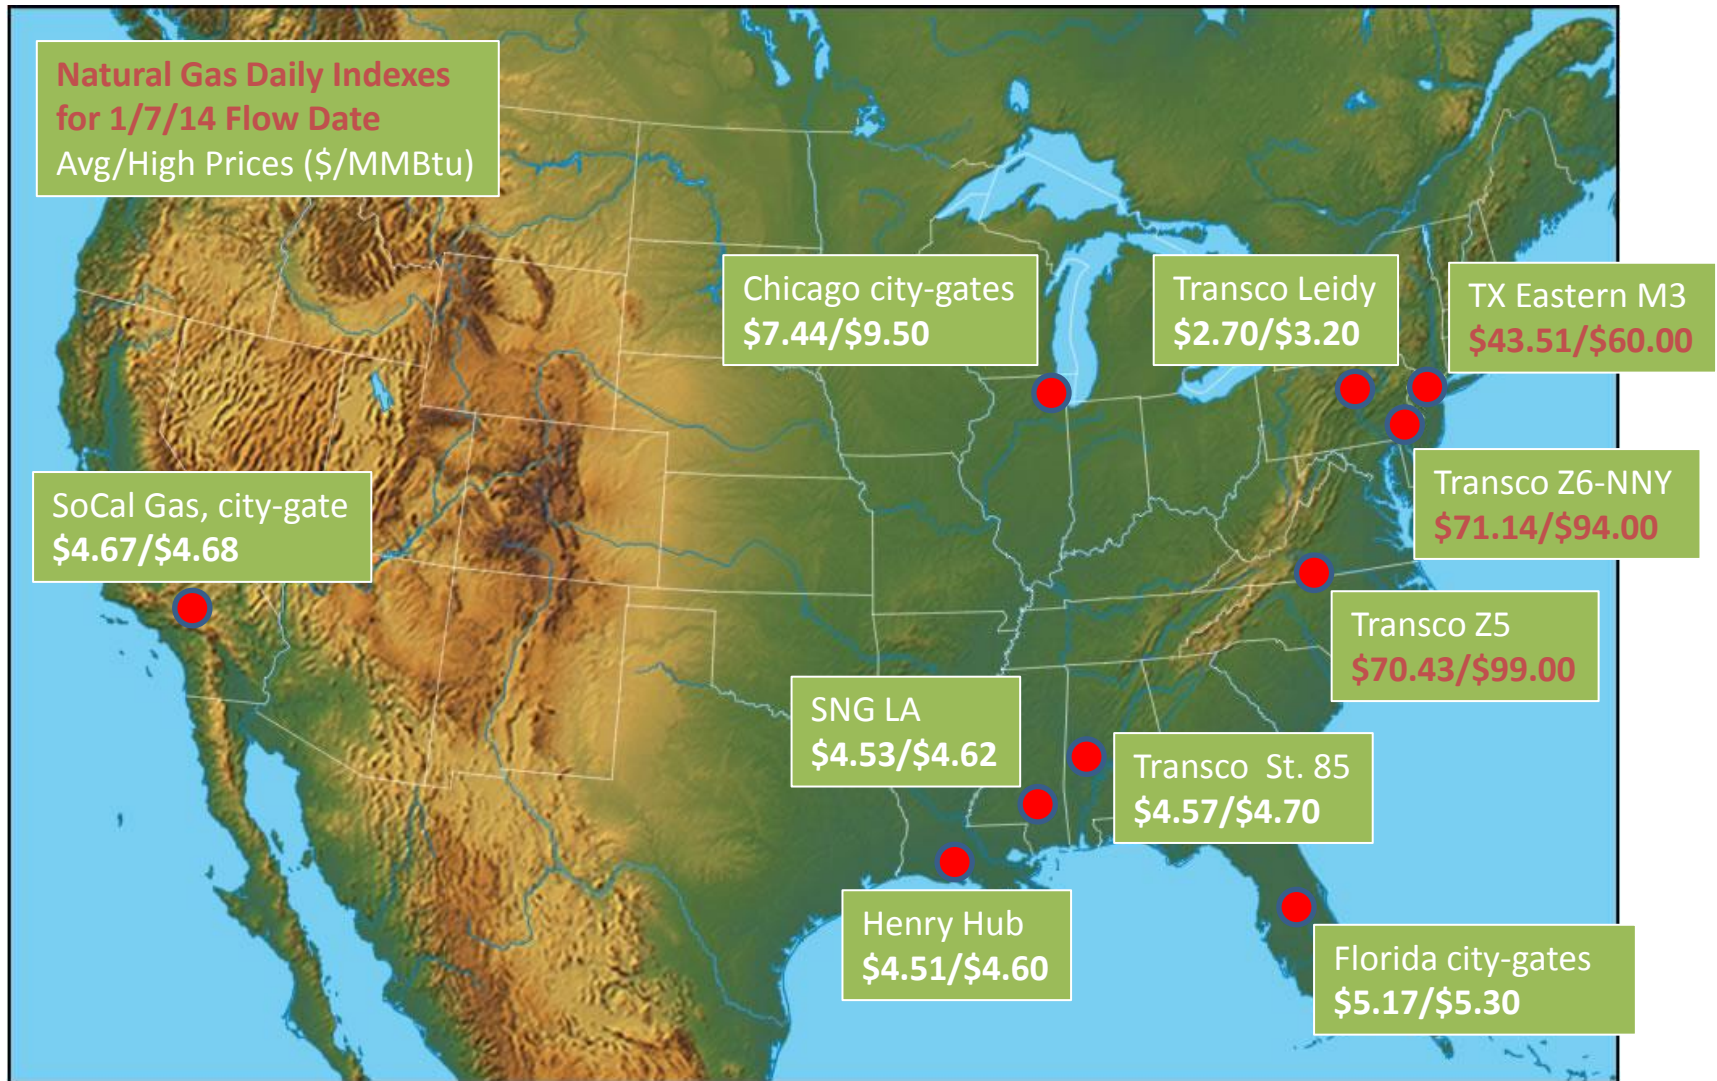 Natural Gas Daily Indexes
for 1/7/14 Flow Date
Avg/High Prices ($/MMBtu)
Chicago city-gates
$7.44/$9.50
Transco Leidy
$2.70/$3.20
TX Eastern M3
$43.51/$60.00
SoCal Gas, city-gate
$4.67/$4.68
Transco Z6-NNY
$71.14/$94.00
Transco Z5
$70.43/$99.00
SNG LA
$4.53/$4.62
Transco  St. 85
$4.57/$4.70
Henry Hub
$4.51/$4.60
Florida city-gates
$5.17/$5.30